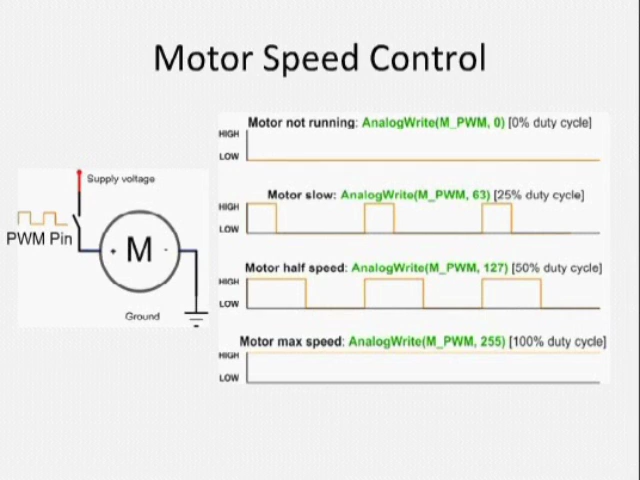 Motor Speed Control
Motor not running: AnalogWrite(M_PWM, 0) [0% duty cycle]
HIGH
LOW
Supply voltage
PWM Pin
+ M -
Ground
Motor slow: AnalogWrite(M_PWM, 63) [25% duty cycle]
HIGH
LOW
Motor half speed: AnalogWrite(M_PWM, 127) [50% duty cycle]
HIGH
LOW
Motor max speed: AnalogWrite(M_PWM, 255) [100% duty cycle]
HIGH
LOW